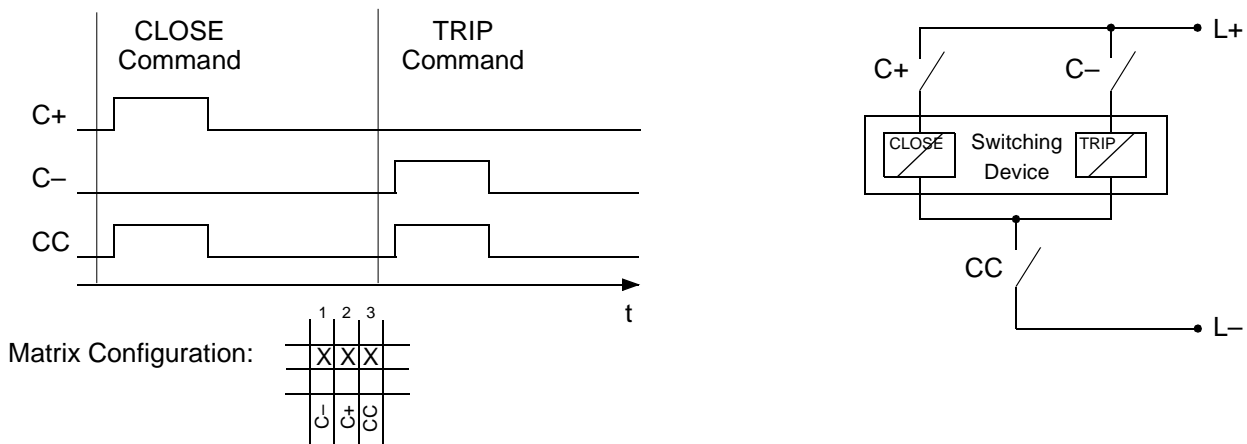 CLOSE
Command
TRIP
Command
C+
C–
CC
t
Matrix Configuration:
1 2 3
X X X
C– C+ CC
L+
C+ C–
CLOSE Switching TRIP
Device
CC
L–